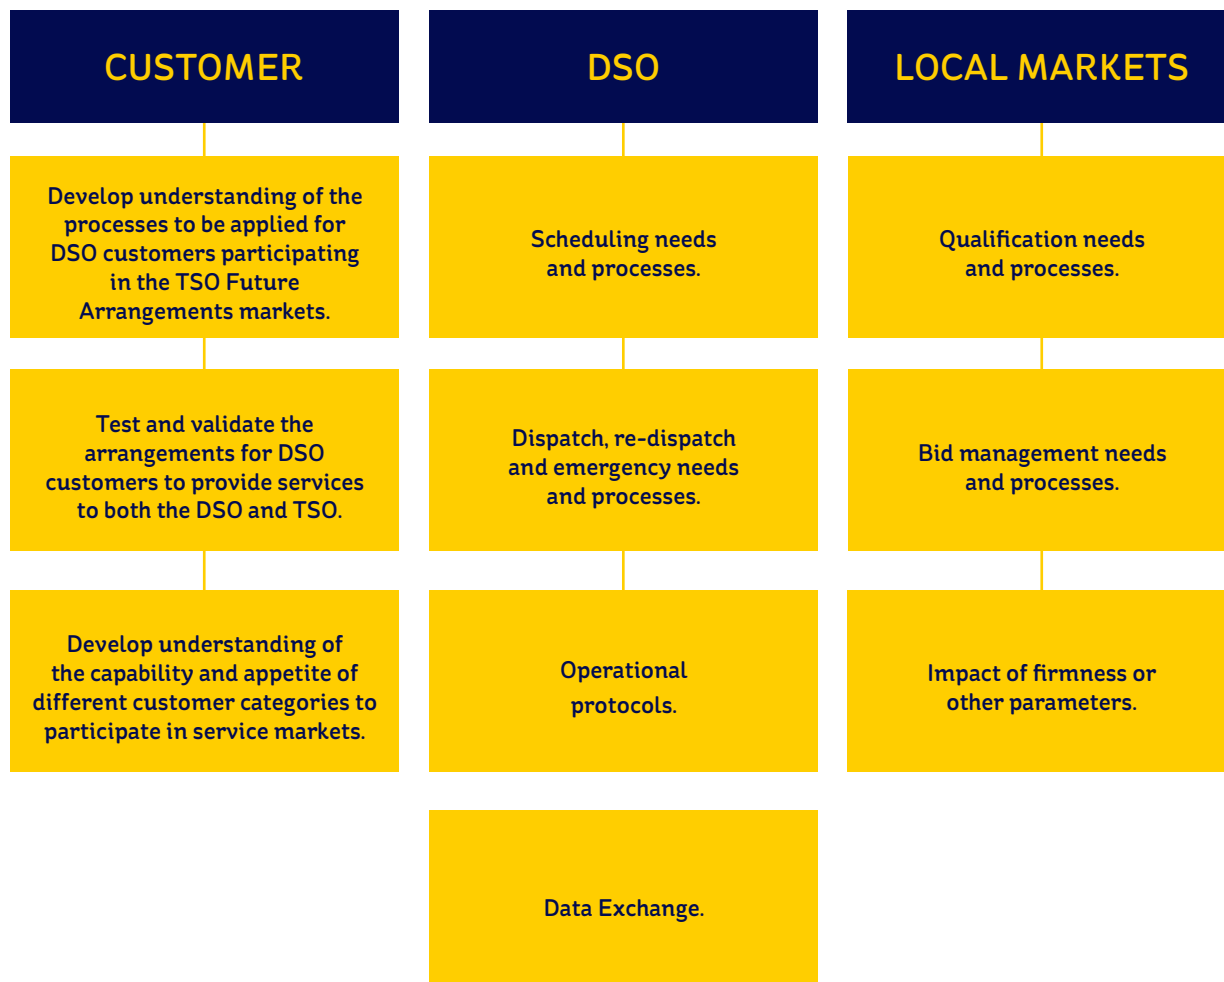 CUSTOMER
Develop understanding of the
processes to be applied for
DSO customers participating
in the TSO Future
Arrangements markets.
Test and validate the
arrangements for DSO
customers to provide services
to both the DSO and TSO.
Develop understanding of
the capability and appetite of
different customer categories to
participate in service markets.
DSO
Scheduling needs
and processes.
Dispatch, re-dispatch
and emergency needs
and processes.
Operational
protocols.
Data Exchange.
LOCAL MARKETS
Qualification needs
and processes.
Bid management needs
and processes.
Impact of firmness or
other parameters.